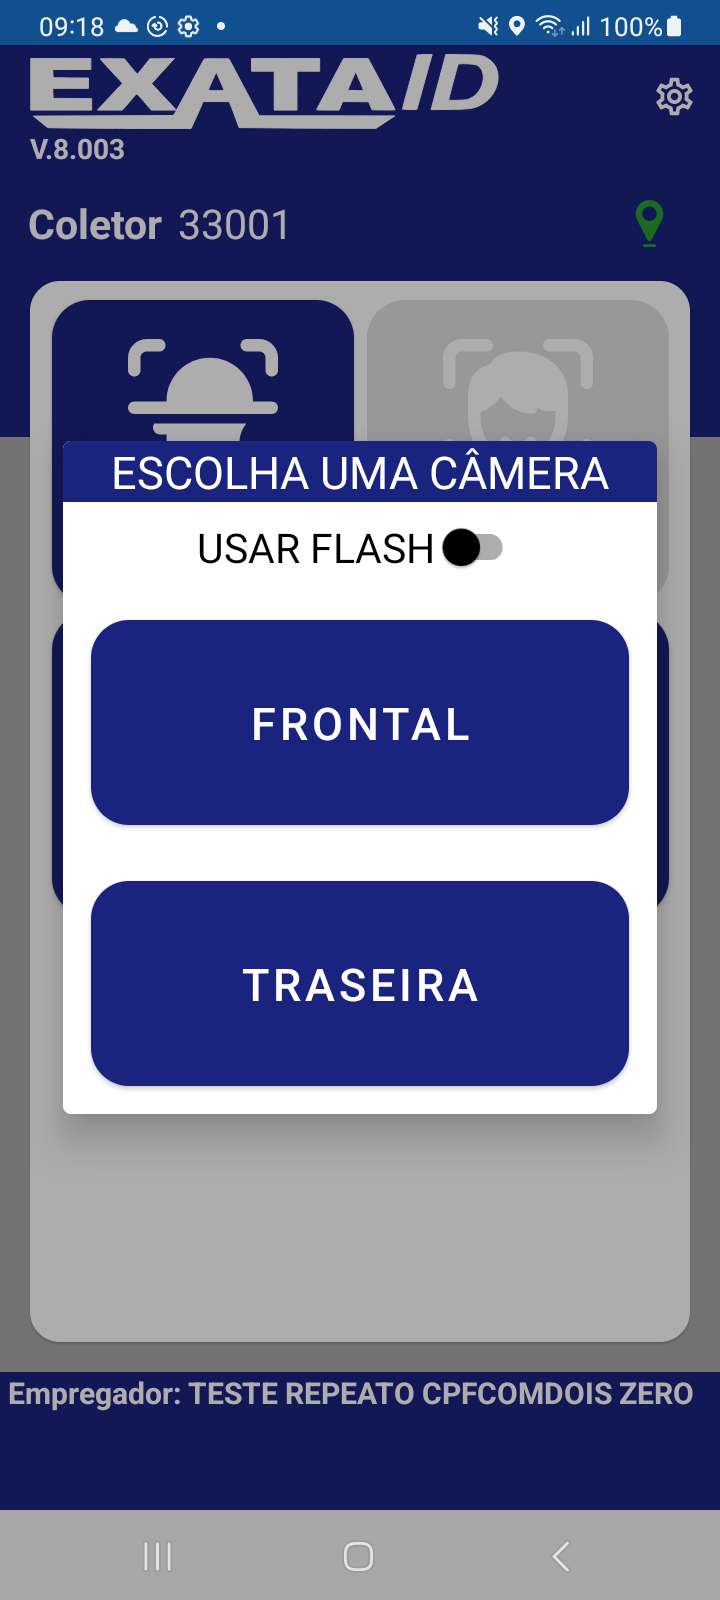 09:18
100%
EXATAID
V.8.003
Coletor 33001
ESCOLHA UMA CÂMERA
USAR FLASH
FRONTAL
TRASEIRA
Empregador: TESTE REPEATO CPFCOMDOIS ZERO